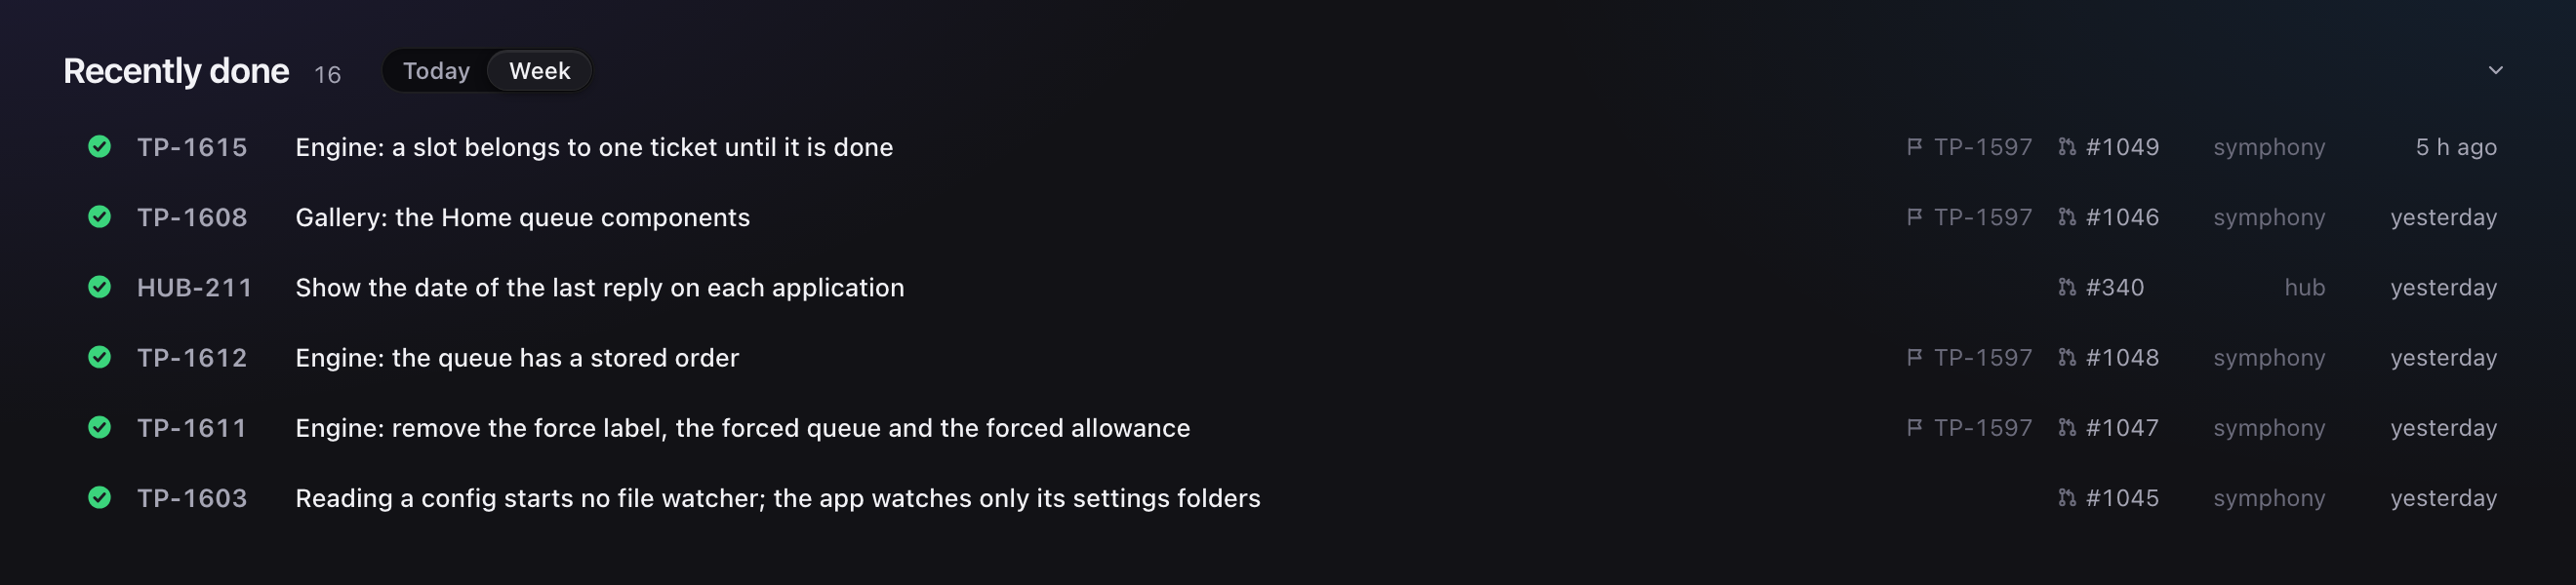 Recently done 16 Today Week
TP-1615 Engine: a slot belongs to one ticket until it is done TP-1597 #1049 symphony 5 h ago
TP-1608 Gallery: the Home queue components TP-1597 #1046 symphony yesterday
HUB-211 Show the date of the last reply on each application #340 hub yesterday
TP-1612 Engine: the queue has a stored order TP-1597 #1048 symphony yesterday
TP-1611 Engine: remove the force label, the forced queue and the forced allowance TP-1597 #1047 symphony yesterday
TP-1603 Reading a config starts no file watcher; the app watches only its settings folders #1045 symphony yesterday